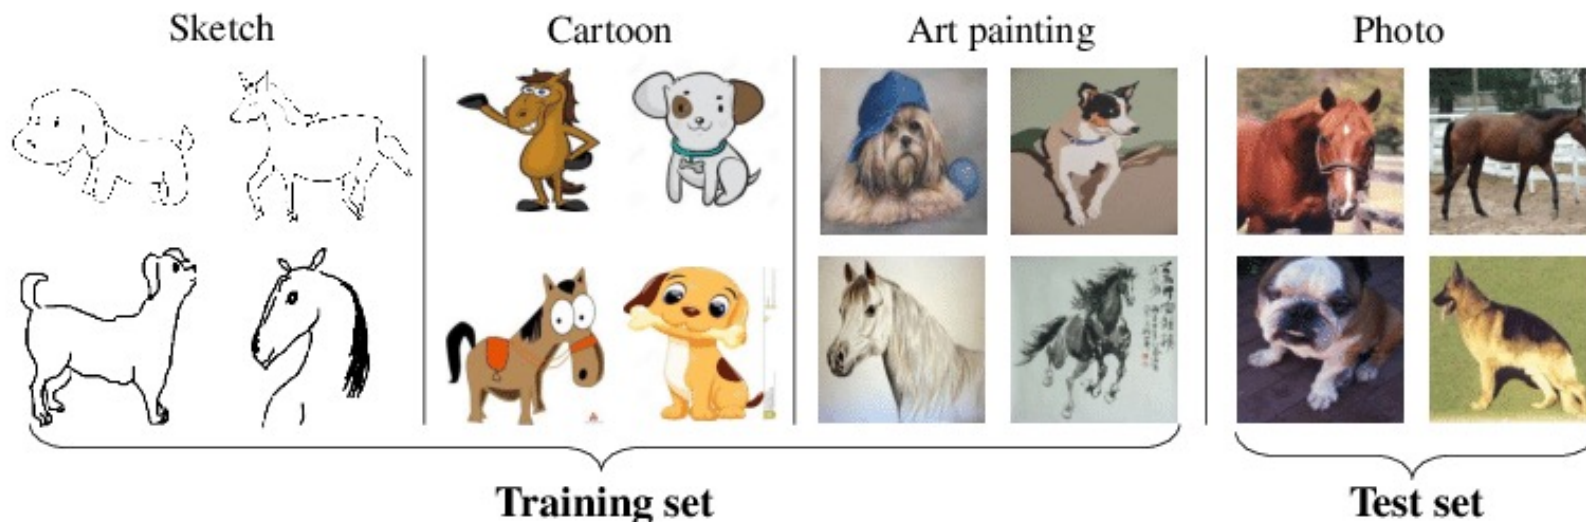 Sketch
Cartoon
Art painting
Photo
Training set
Test set